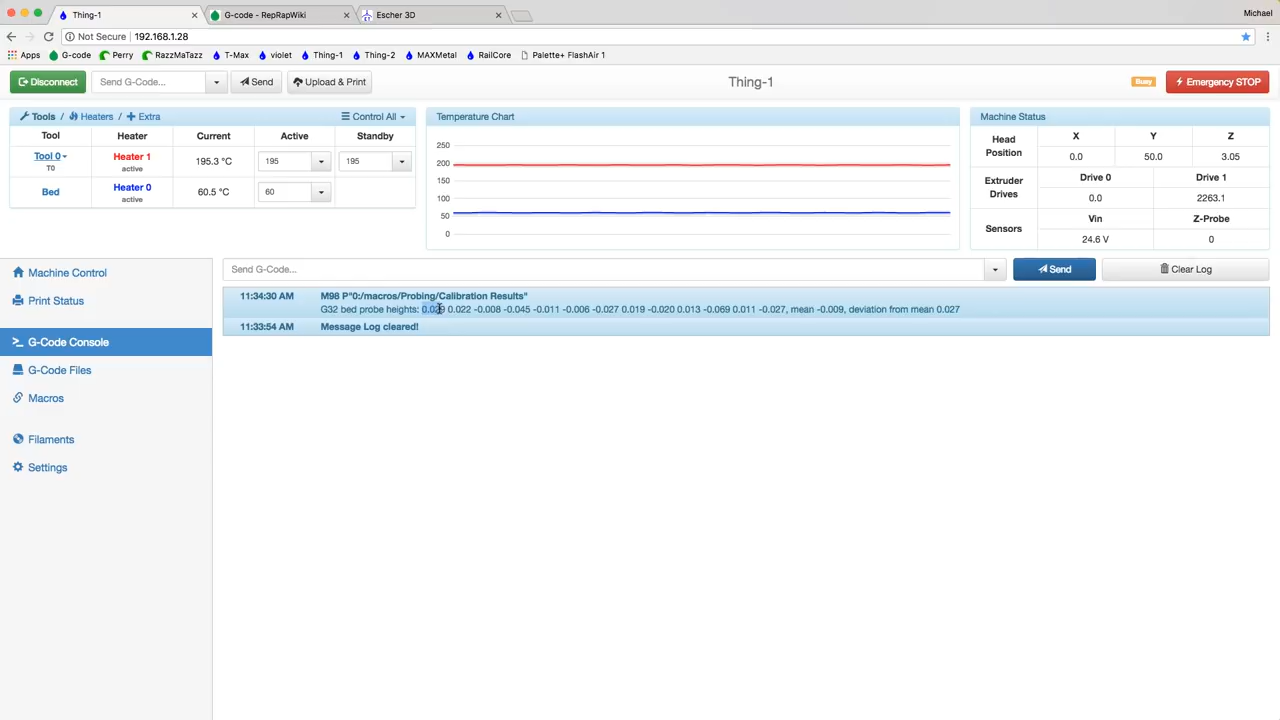 Thing-1
G-code - RepRapWiki
Escher 3D
Michael
Not Secure
192.168.1.28
Apps
G-code
Perry
RazzMaTazz
T-Max
violet
Thing-1
Thing-2
MAXMetal
RailCore
Palette+ FlashAir 1
Disconnect
Send G-Code...
Send
Upload & Print
Thing-1
Busy
Emergency STOP
Tools / Heaters / Extra
Control All
Tool Heater Current Active Standby
Tool 0 Heater 1 195.3 °C 195 195
T0 active
Bed Heater 0 60.5 °C 60
active
Temperature Chart
250
200
150
100
50
0
Machine Status
Head Position
X Y Z
0.0 50.0 3.05
Extruder Drives
Drive 0 Drive 1
0.0 2263.1
Sensors
Vin Z-Probe
24.6 V 0
Machine Control
Print Status
G-Code Console
G-Code Files
Macros
Filaments
Settings
Send G-Code...
Send
Clear Log
11:34:30 AM M98 P"0:/macros/Probing/Calibration Results"
G32 bed probe heights: 0.029 0.022 -0.008 -0.045 -0.011 -0.006 -0.027 0.019 -0.020 0.013 -0.069 0.011 -0.027, mean -0.009, deviation from mean 0.027
11:33:54 AM Message Log cleared!